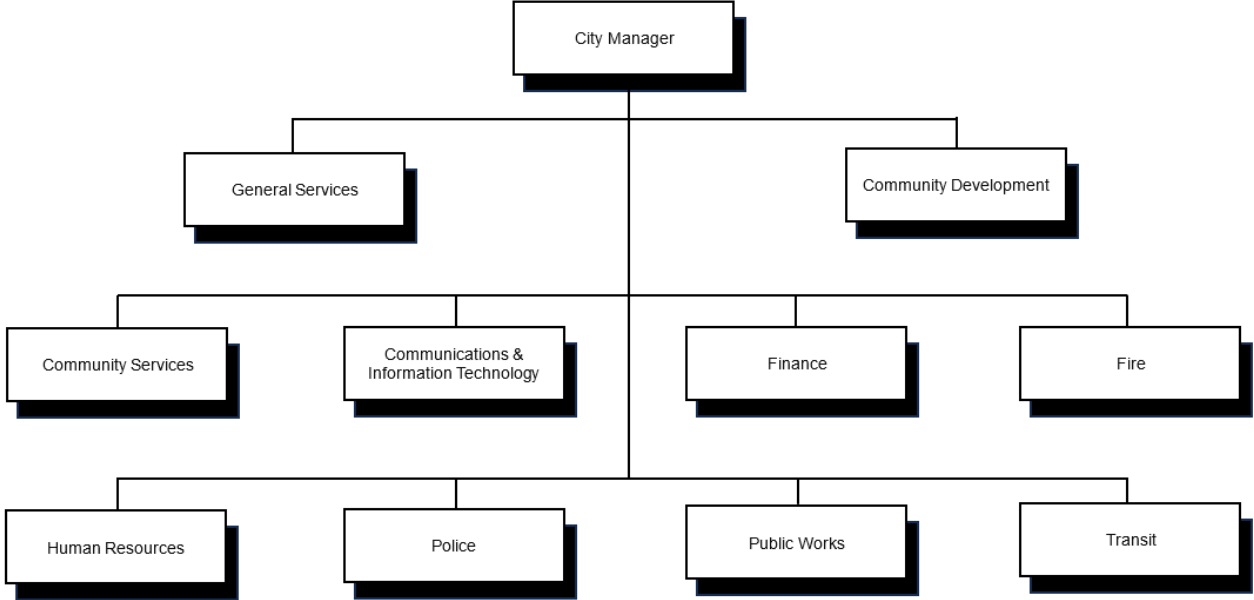 City Manager
General Services
Community Development
Community Services
Communications &
Information Technology
Finance
Fire
Human Resources
Police
Public Works
Transit